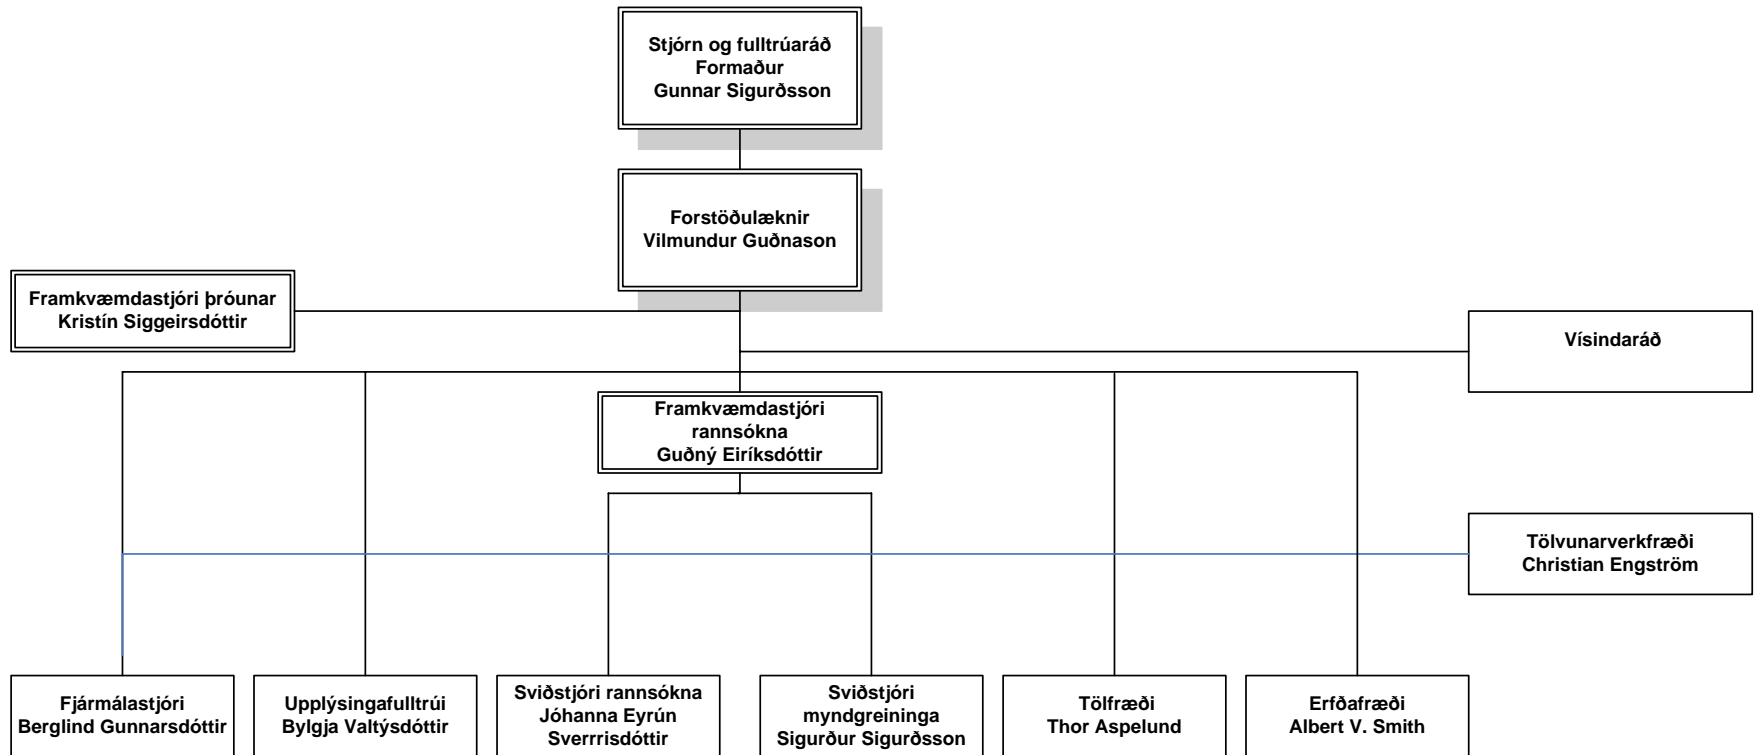 Stjórn og fulltrúaráð
Formaður
Gunnar Sigurðsson
Forstöðulæknir
Vilmundur Guðnason
Framkvæmdastjóri þróunar
Kristín Siggeirsdóttir
Vísindaráð
Framkvæmdastjóri
rannsókna
Guðný Eiríksdóttir
Tölvunarverkfræði
Christian Engström
Fjármálastjóri
Berglind Gunnarsdóttir
Upplýsingafulltrúi
Bylgja Valtýsdóttir
Sviðstjóri rannsókna
Jóhanna Eyrún
Sverrrisdóttir
Sviðstjóri
myndgreininga
Sigurður Sigurðsson
Tölfræði
Thor Aspelund
Erfðafræði
Albert V. Smith